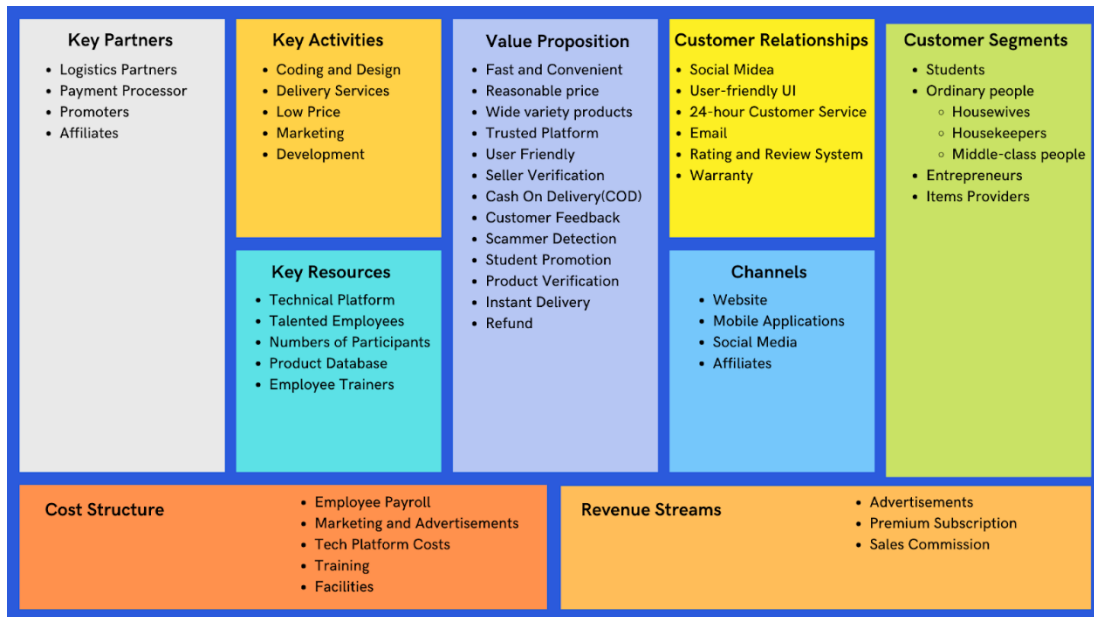 Key Partners
Logistics Partners
Payment Processor
Promoters
Affiliates
Key Activities
Coding and Design
Delivery Services
Low Price
Marketing
Development
Key Resources
Technical Platform
Talented Employees
Numbers of Participants
Product Database
Employee Trainers
Value Proposition
Fast and Convenient
Reasonable price
Wide variety products
Trusted Platform
User Friendly
Seller Verification
Cash On Delivery(COD)
Customer Feedback
Scammer Detection
Student Promotion
Product Verification
Instant Delivery
Refund
Customer Relationships
Social Midea
User-friendly UI
24-hour Customer Service
Email
Rating and Review System
Warranty
Channels
Website
Mobile Applications
Social Media
Affiliates
Customer Segments
Students
Ordinary people
Housewives
Housekeepers
Middle-class people
Entrepreneurs
Items Providers
Cost Structure
Employee Payroll
Marketing and Advertisements
Tech Platform Costs
Training
Facilities
Revenue Streams
Advertisements
Premium Subscription
Sales Commission